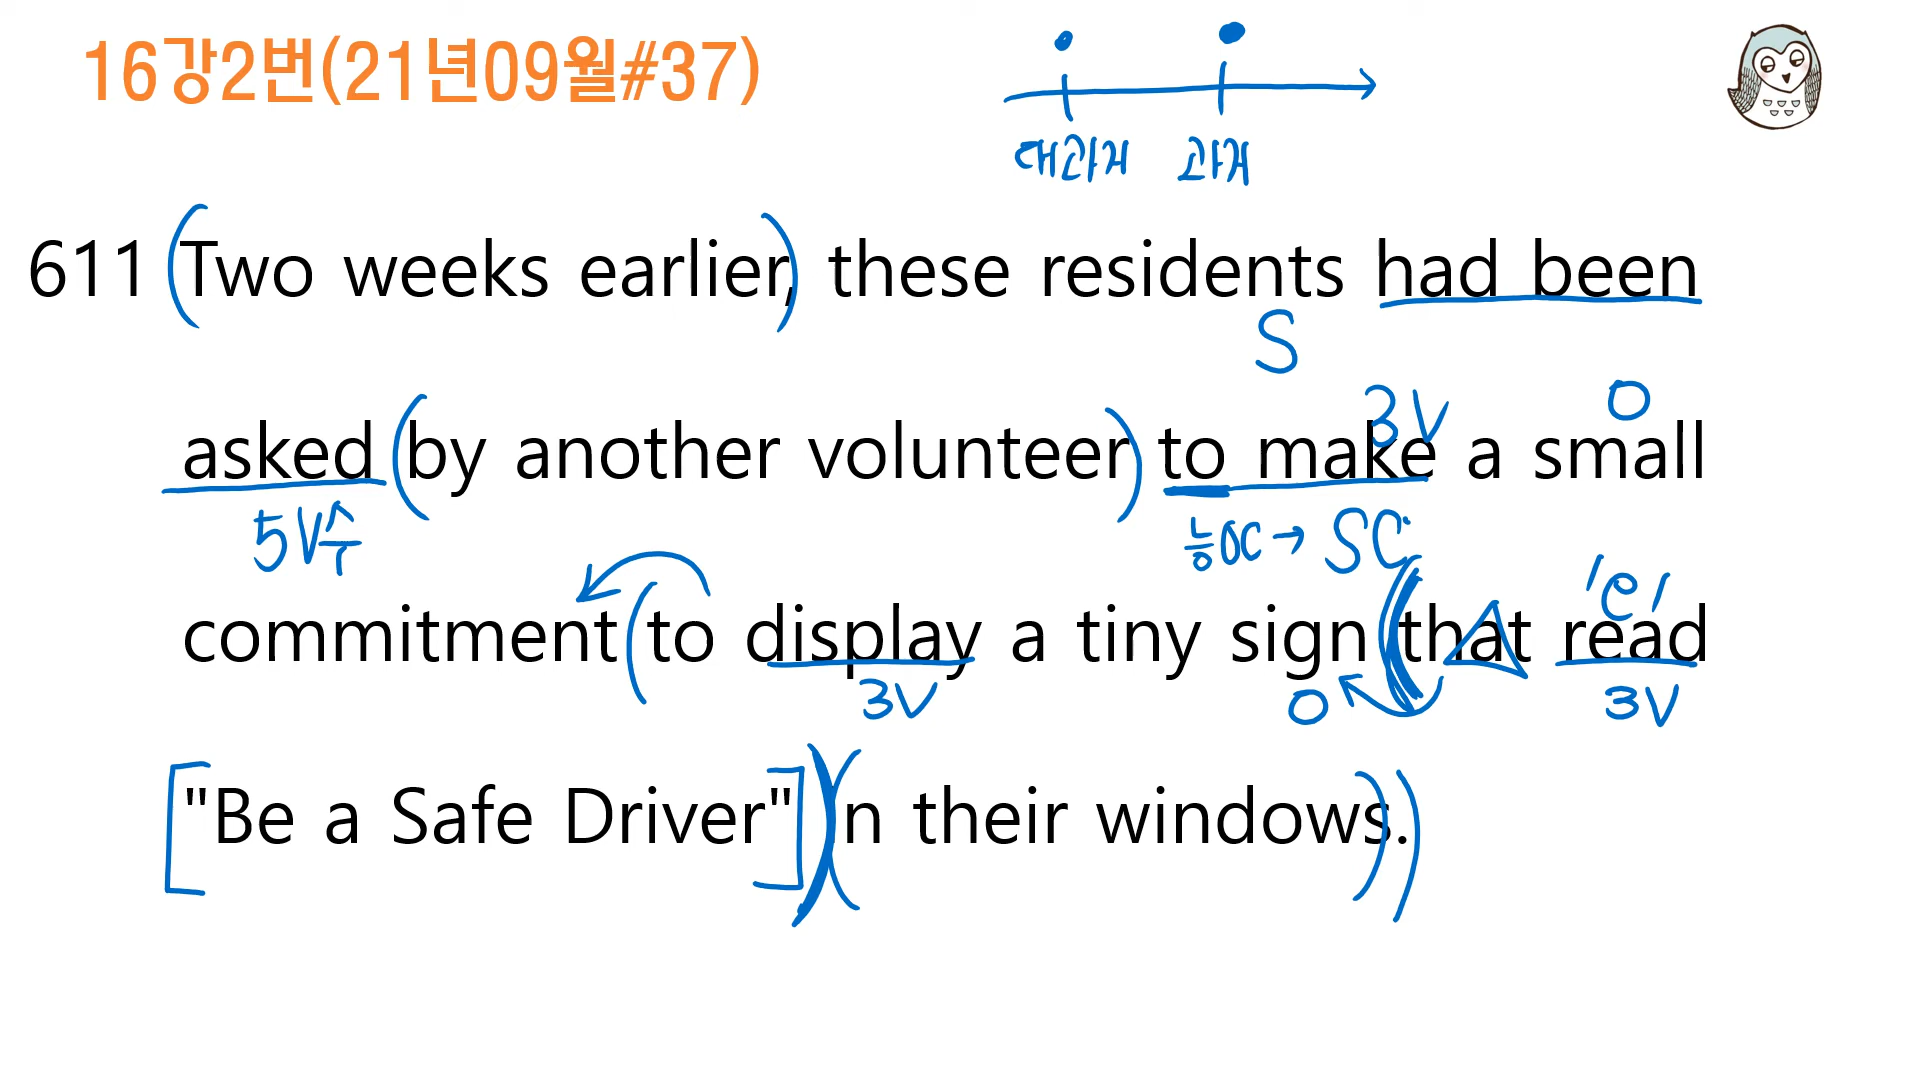 16강2번(21년09월#37)
대과거 과거
611 Two weeks earlier, these residents had been
S
3V O
asked by another volunteer to make a small
5V수 능OC → SC
'e'
commitment to display a tiny sign that read
3V O 3V
"Be a Safe Driver" in their windows.